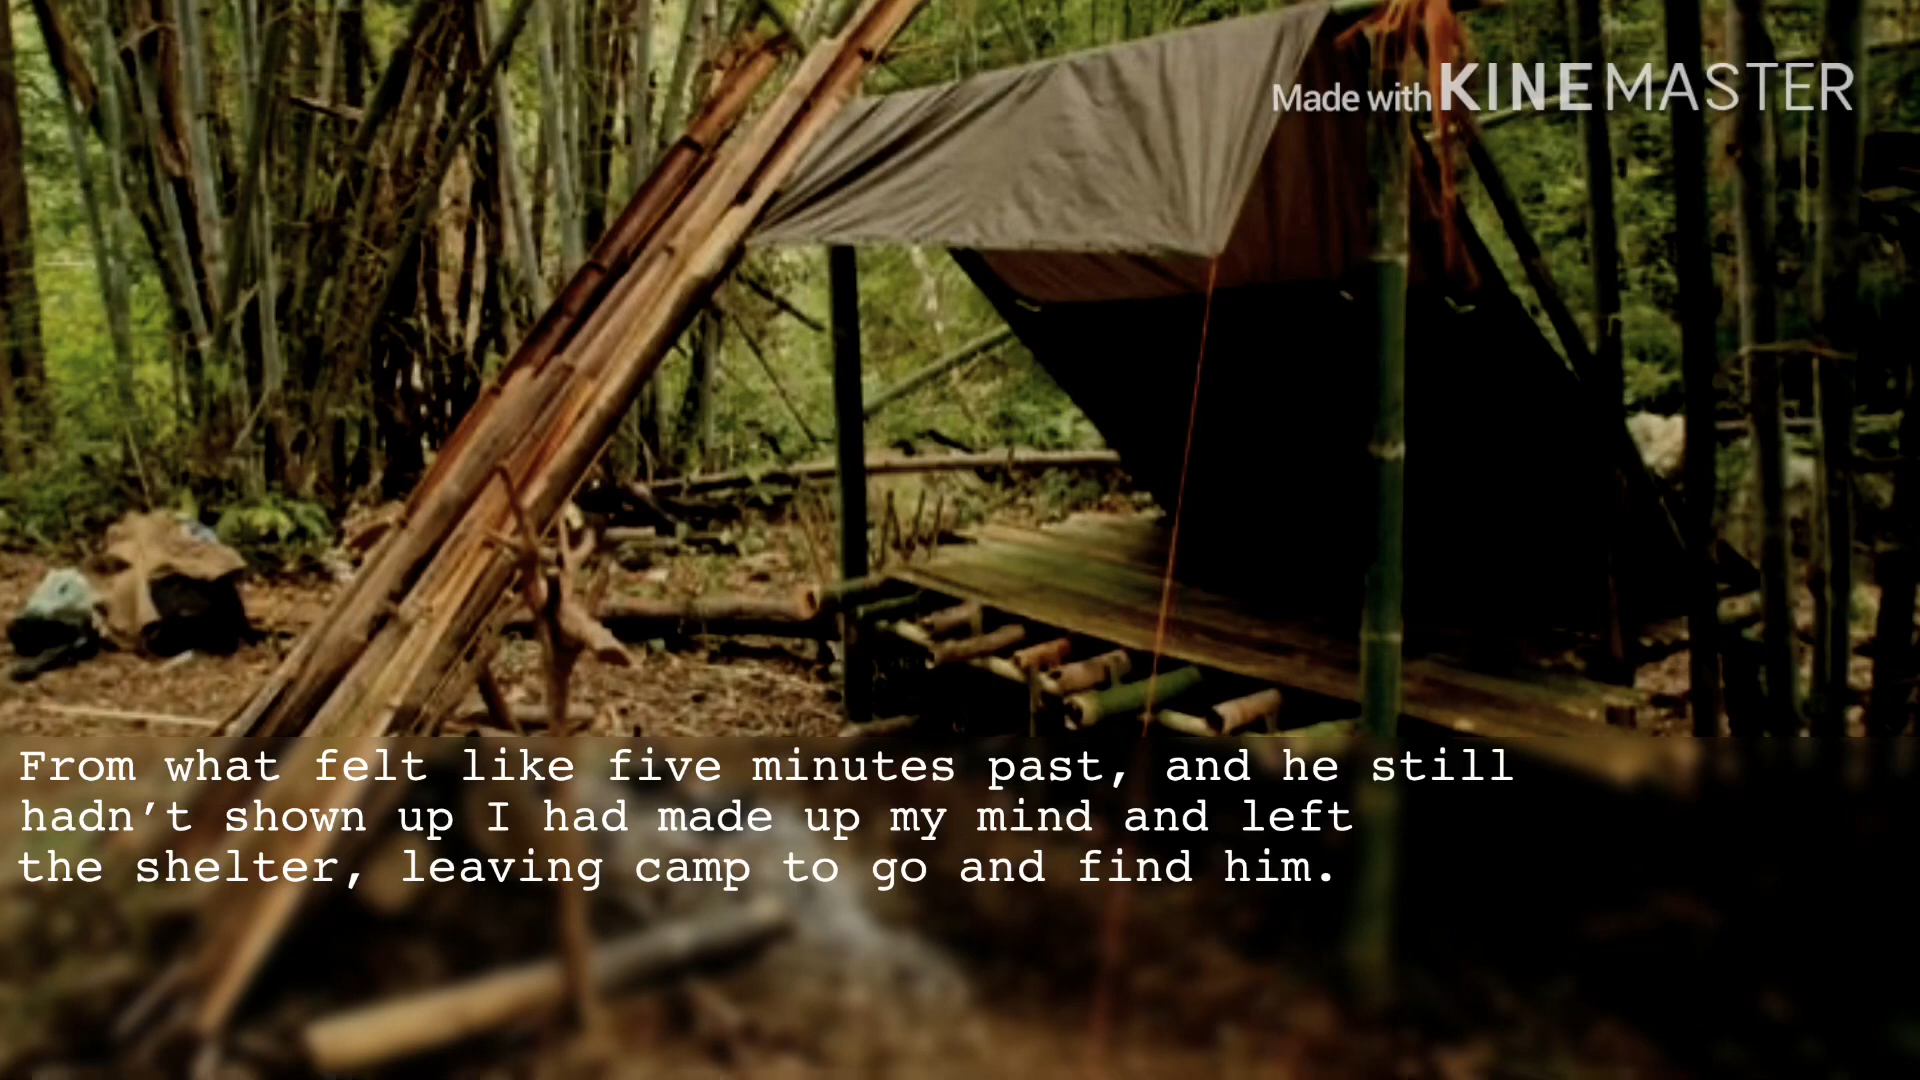 Made with KINEMASTER
From what felt like five minutes past, and he still
hadn't shown up I had made up my mind and left
the shelter, leaving camp to go and find him.